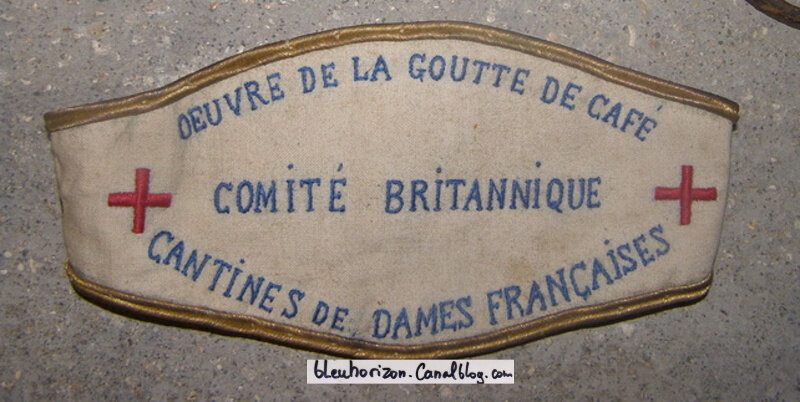 OEUVRE DE LA GOUTTE DE CAFÉ
COMITÉ BRITANNIQUE
CANTINES DE DAMES FRANÇAISES
bleuhorizon.Canalblog.com